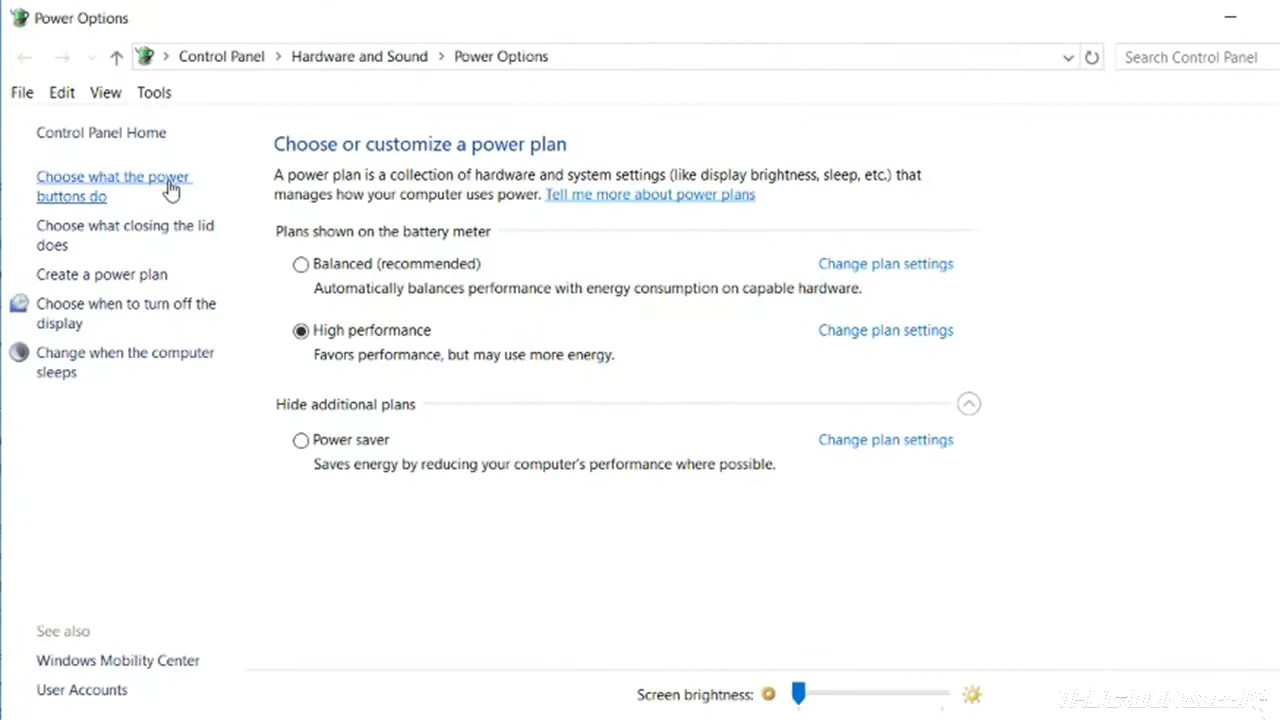 Power Options
Control Panel > Hardware and Sound > Power Options
Search Control Panel
File Edit View Tools
Control Panel Home
Choose what the power
buttons do
Choose what closing the lid
does
Create a power plan
Choose when to turn off the
display
Change when the computer
sleeps
Choose or customize a power plan
A power plan is a collection of hardware and system settings (like display brightness, sleep, etc.) that
manages how your computer uses power. Tell me more about power plans
Plans shown on the battery meter
Balanced (recommended) Change plan settings
Automatically balances performance with energy consumption on capable hardware.
High performance Change plan settings
Favors performance, but may use more energy.
Hide additional plans
Power saver Change plan settings
Saves energy by reducing your computer's performance where possible.
See also
Windows Mobility Center
User Accounts
Screen brightness: